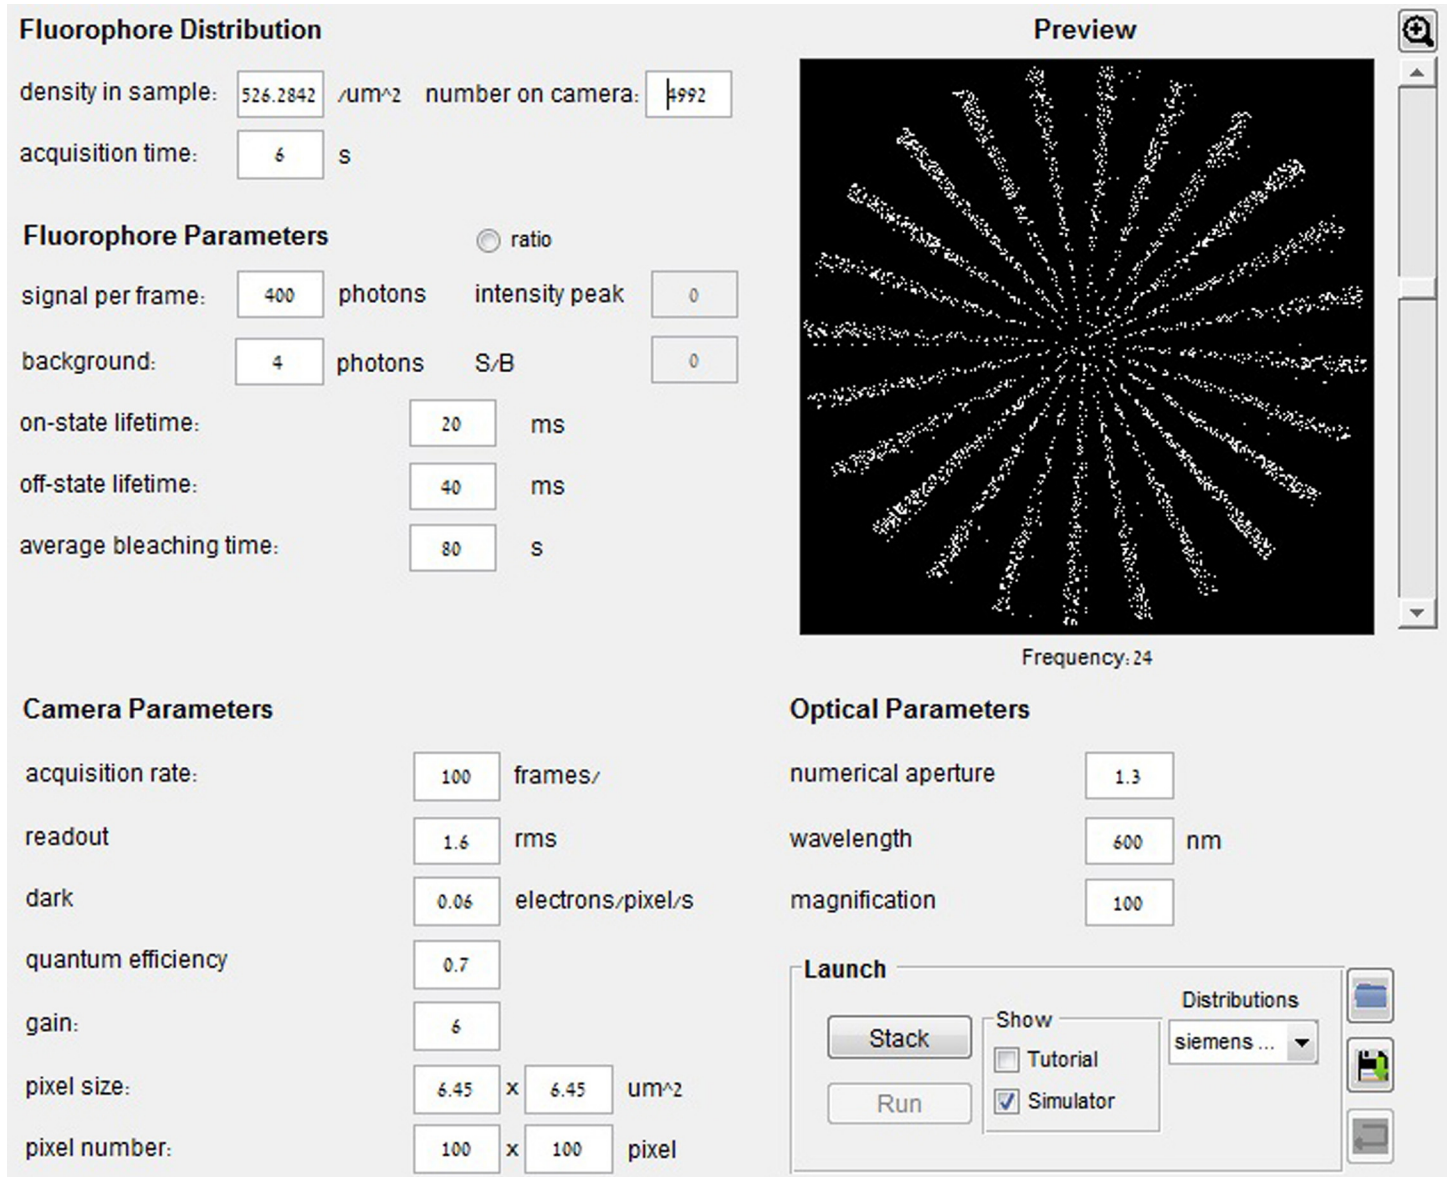 Fluorophore Distribution
density in sample: 526.2842 /um^2 number on camera: 4992
acquisition time: 6 s
Fluorophore Parameters ratio
signal per frame: 400 photons intensity peak 0
background: 4 photons S/B 0
on-state lifetime: 20 ms
off-state lifetime: 40 ms
average bleaching time: 80 s
Preview
Frequency: 24
Camera Parameters
acquisition rate: 100 frames/
readout 1.6 rms
dark 0.06 electrons/pixel/s
quantum efficiency 0.7
gain: 6
pixel size: 6.45 x 6.45 um^2
pixel number: 100 x 100 pixel
Optical Parameters
numerical aperture 1.3
wavelength 600 nm
magnification 100
Launch
Stack
Run
Show
Tutorial
Simulator
Distributions
siemens ...